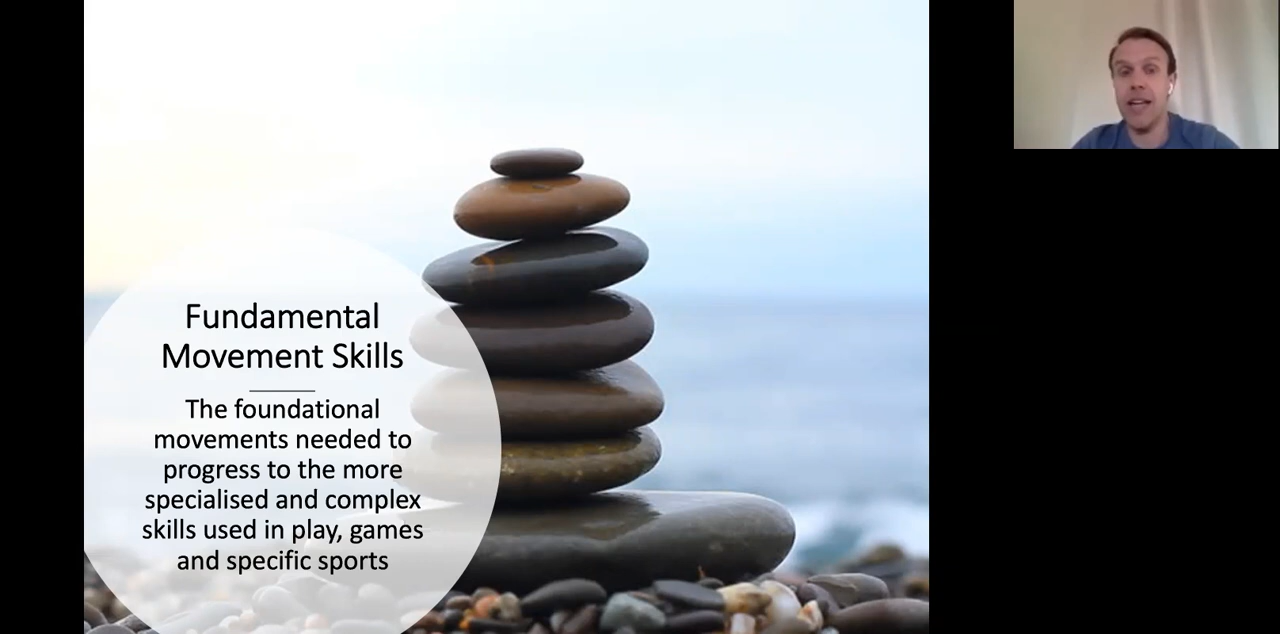 Fundamental
Movement Skills
The foundational
movements needed to
progress to the more
specialised and complex
skills used in play, games
and specific sports